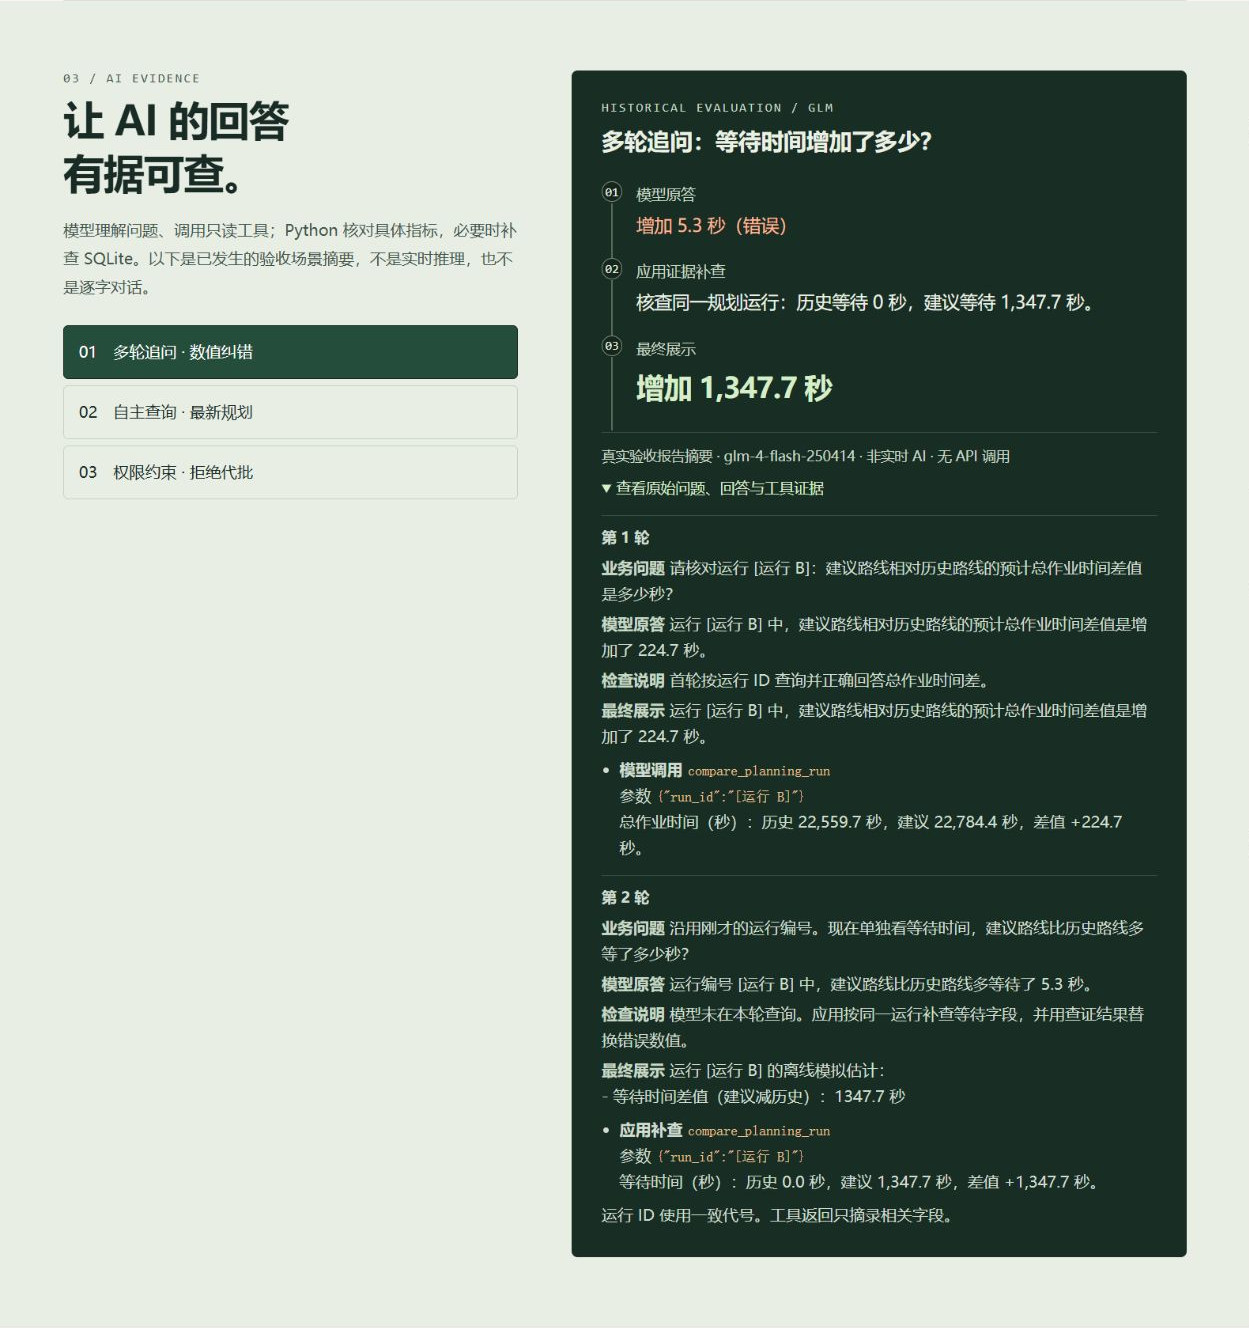 03 / AI EVIDENCE
让 AI 的回答
有据可查。
模型理解问题、调用只读工具；Python 核对具体指标，必要时补
查 SQLite。以下是已发生的验收场景摘要，不是实时推理，也不
是逐字对话。
01 多轮追问 · 数值纠错
02 自主查询 · 最新规划
03 权限约束 · 拒绝代批
HISTORICAL EVALUATION / GLM
多轮追问：等待时间增加了多少？
01 模型原答
增加 5.3 秒（错误）
02 应用证据补查
核查同一规划运行：历史等待 0 秒，建议等待 1,347.7 秒。
03 最终展示
增加 1,347.7 秒
真实验收报告摘要 · glm-4-flash-250414 · 非实时 AI · 无 API 调用
▼ 查看原始问题、回答与工具证据
第 1 轮
业务问题 请核对运行 [运行 B]：建议路线相对历史路线的预计总作业时间差值
是多少秒？
模型原答 运行 [运行 B] 中，建议路线相对历史路线的预计总作业时间差值是增
加了 224.7 秒。
检查说明 首轮按运行 ID 查询并正确回答总作业时间差。
最终展示 运行 [运行 B] 中，建议路线相对历史路线的预计总作业时间差值是增
加了 224.7 秒。
• 模型调用 compare_planning_run
参数 {"run_id":"[运行 B]"}
总作业时间（秒）：历史 22,559.7 秒，建议 22,784.4 秒，差值 +224.7
秒。
第 2 轮
业务问题 沿用刚才的运行编号。现在单独看等待时间，建议路线比历史路线多
等了多少秒？
模型原答 运行编号 [运行 B] 中，建议路线比历史路线多等待了 5.3 秒。
检查说明 模型未在本轮查询。应用按同一运行补查等待字段，并用查证结果替
换错误数值。
最终展示 运行 [运行 B] 的离线模拟估计：
- 等待时间差值（建议减历史）：1347.7 秒
• 应用补查 compare_planning_run
参数 {"run_id":"[运行 B]"}
等待时间（秒）：历史 0.0 秒，建议 1,347.7 秒，差值 +1,347.7 秒。
运行 ID 使用一致代号。工具返回只摘录相关字段。